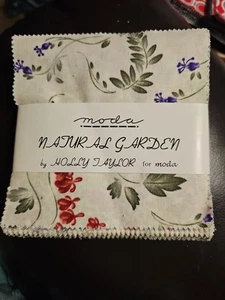 moda
NATURAL GARDEN
by HOLLY TAYLOR for moda